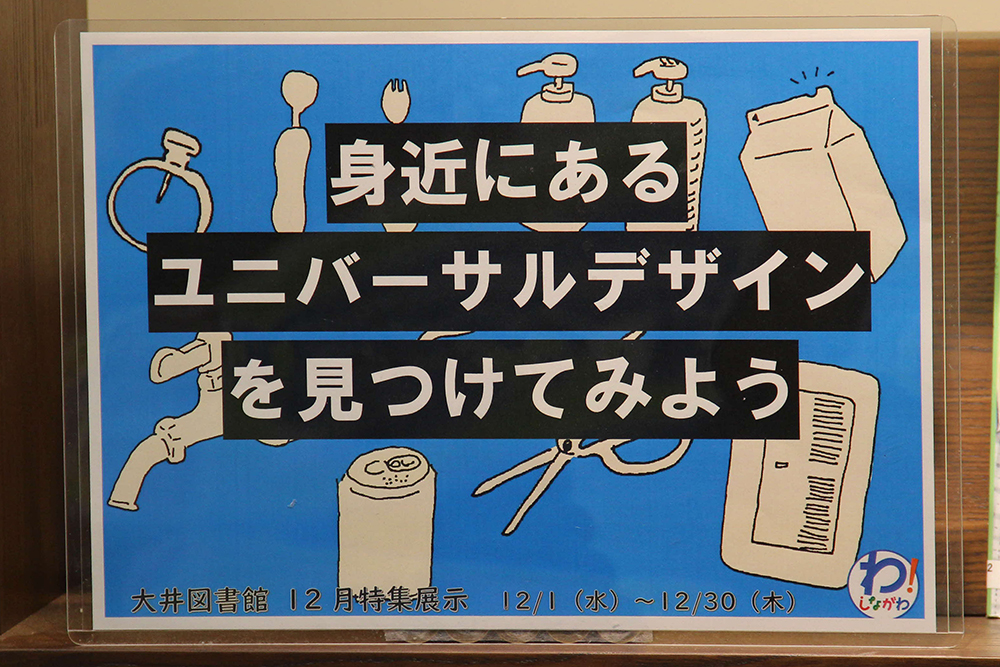 身近にある
ユニバーサルデザイン
を見つけてみよう
大井図書館 12月特集展示 12/1（水）～12/30（木）
わ！
しながわ